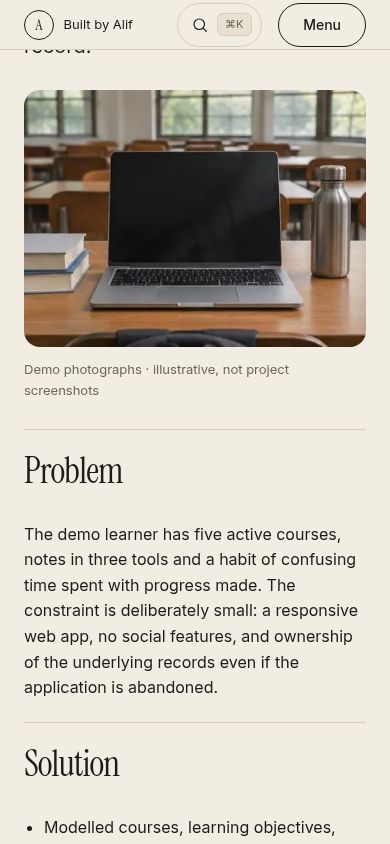 A Built by Alif ⌘K Menu
record.
Demo photographs · illustrative, not project
screenshots
Problem
The demo learner has five active courses,
notes in three tools and a habit of confusing
time spent with progress made. The
constraint is deliberately small: a responsive
web app, no social features, and ownership
of the underlying records even if the
application is abandoned.
Solution
• Modelled courses, learning objectives,